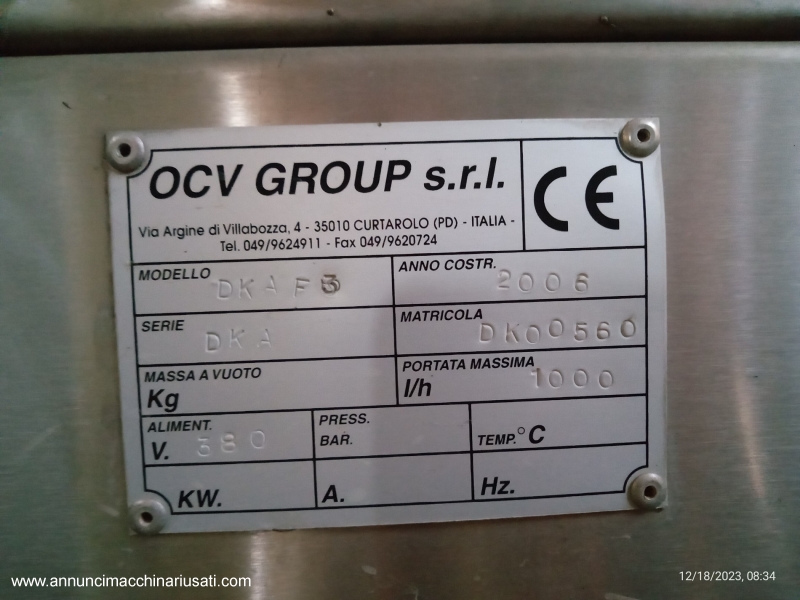 OCV GROUP s.r.l.
CE
Via Argine di Villabozza, 4 - 35010 CURTAROLO (PD) - ITALIA -
Tel. 049/9624911 - Fax 049/9620724
MODELLO DKAF3
ANNO COSTR. 2006
SERIE DKA
MATRICOLA DK00560
MASSA A VUOTO
Kg
PORTATA MASSIMA
l/h 1000
ALIMENT.
V. 380
PRESS.
BAR.
TEMP.°C
KW.
A.
Hz.
www.annuncimacchinariusati.com
12/18/2023, 08:34